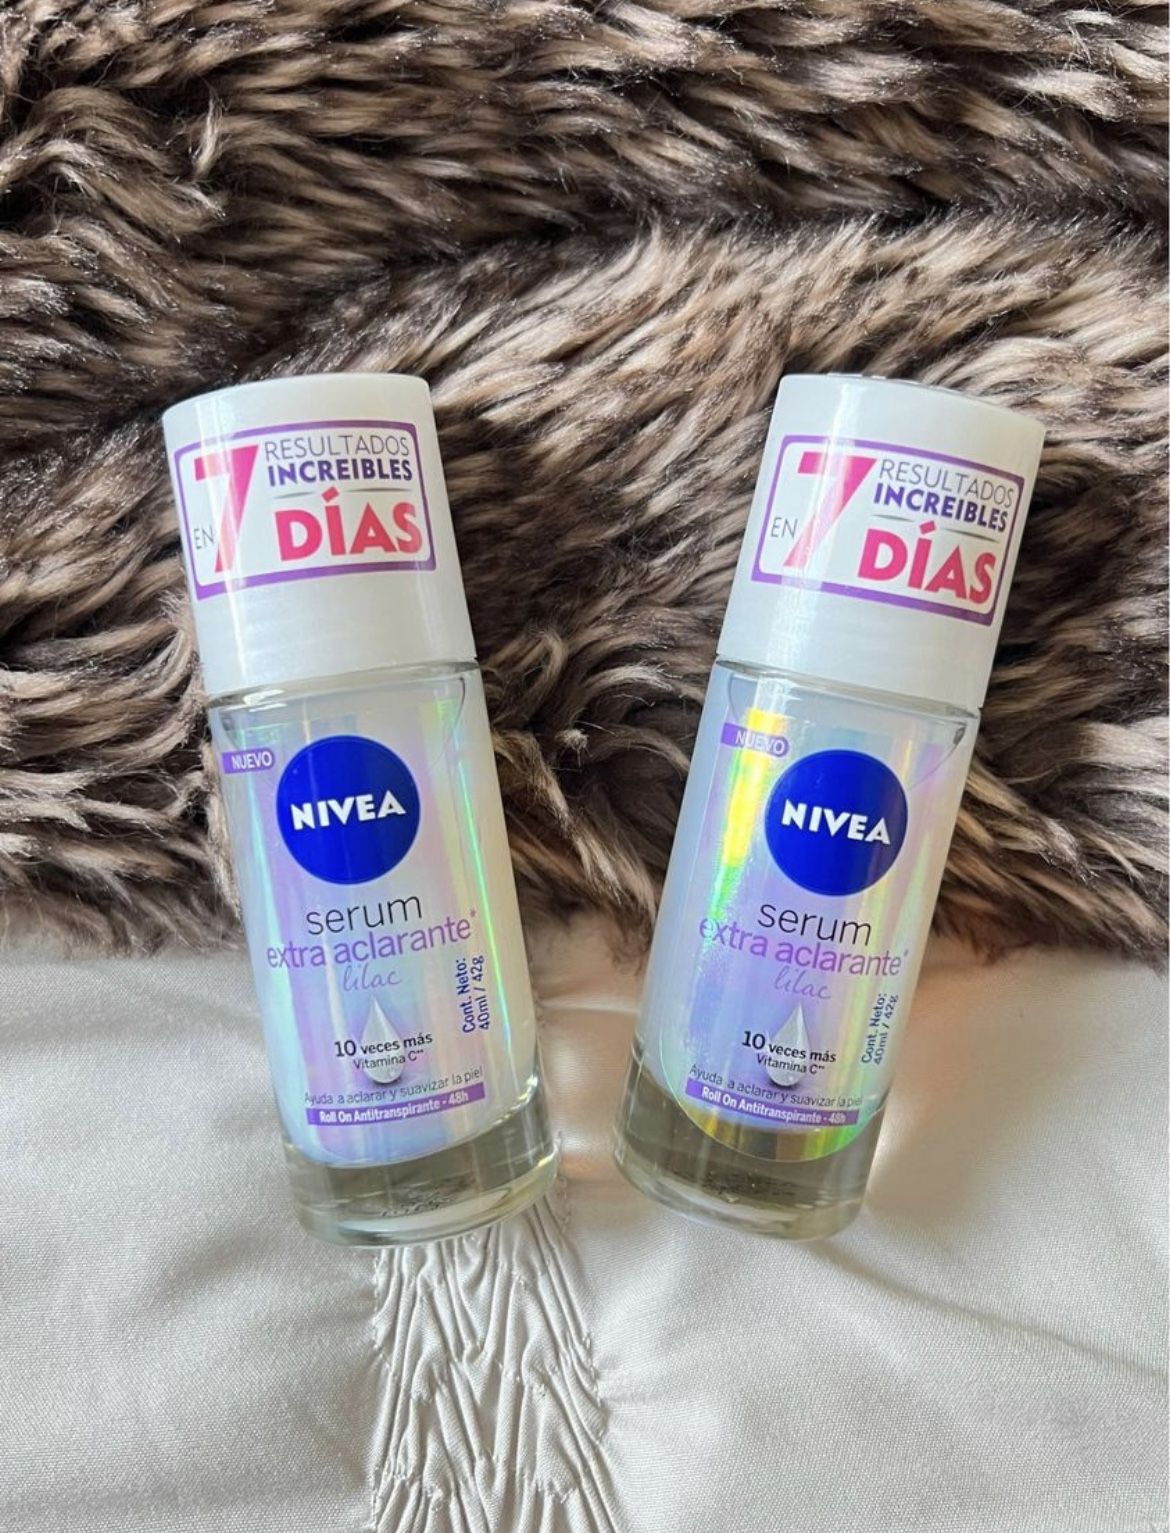 RESULTADOS
INCREIBLES
EN 7 DÍAS
NUEVO
NIVEA
serum
extra aclarante*
lilac
Cont. Neto:
40ml / 42g
10 veces más
Vitamina C**
Ayuda a aclarar y suavizar la piel
Roll On Antitranspirante - 48h
RESULTADOS
INCREIBLES
EN 7 DÍAS
NUEVO
NIVEA
serum
extra aclarante*
lilac
Cont. Neto:
40ml / 42g
10 veces más
Vitamina C**
Ayuda a aclarar y suavizar la piel
Roll On Antitranspirante - 48h